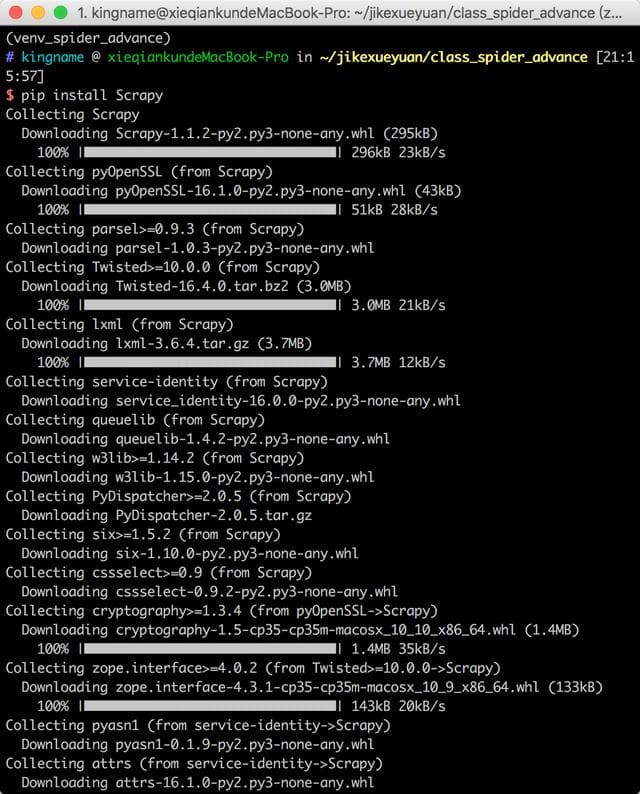 1. kingname@xieqiankundeMacBook-Pro: ~/jikexueyuan/class_spider_advance (z...
(venv_spider_advance)
# kingname @ xieqiankundeMacBook-Pro in ~/jikexueyuan/class_spider_advance [21:1
5:57]
$ pip install Scrapy
Collecting Scrapy
  Downloading Scrapy-1.1.2-py2.py3-none-any.whl (295kB)
    100% |████████████████████████████████| 296kB 23kB/s
Collecting pyOpenSSL (from Scrapy)
  Downloading pyOpenSSL-16.1.0-py2.py3-none-any.whl (43kB)
    100% |████████████████████████████████| 51kB 28kB/s
Collecting parsel>=0.9.3 (from Scrapy)
  Downloading parsel-1.0.3-py2.py3-none-any.whl
Collecting Twisted>=10.0.0 (from Scrapy)
  Downloading Twisted-16.4.0.tar.bz2 (3.0MB)
    100% |████████████████████████████████| 3.0MB 21kB/s
Collecting lxml (from Scrapy)
  Downloading lxml-3.6.4.tar.gz (3.7MB)
    100% |████████████████████████████████| 3.7MB 12kB/s
Collecting service-identity (from Scrapy)
  Downloading service_identity-16.0.0-py2.py3-none-any.whl
Collecting queuelib (from Scrapy)
  Downloading queuelib-1.4.2-py2.py3-none-any.whl
Collecting w3lib>=1.14.2 (from Scrapy)
  Downloading w3lib-1.15.0-py2.py3-none-any.whl
Collecting PyDispatcher>=2.0.5 (from Scrapy)
  Downloading PyDispatcher-2.0.5.tar.gz
Collecting six>=1.5.2 (from Scrapy)
  Downloading six-1.10.0-py2.py3-none-any.whl
Collecting cssselect>=0.9 (from Scrapy)
  Downloading cssselect-0.9.2-py2.py3-none-any.whl
Collecting cryptography>=1.3.4 (from pyOpenSSL->Scrapy)
  Downloading cryptography-1.5-cp35-cp35m-macosx_10_10_x86_64.whl (1.4MB)
    100% |████████████████████████████████| 1.4MB 35kB/s
Collecting zope.interface>=4.0.2 (from Twisted>=10.0.0->Scrapy)
  Downloading zope.interface-4.3.1-cp35-cp35m-macosx_10_9_x86_64.whl (133kB)
    100% |████████████████████████████████| 143kB 20kB/s
Collecting pyasn1 (from service-identity->Scrapy)
  Downloading pyasn1-0.1.9-py2.py3-none-any.whl
Collecting attrs (from service-identity->Scrapy)
  Downloading attrs-16.1.0-py2.py3-none-any.whl